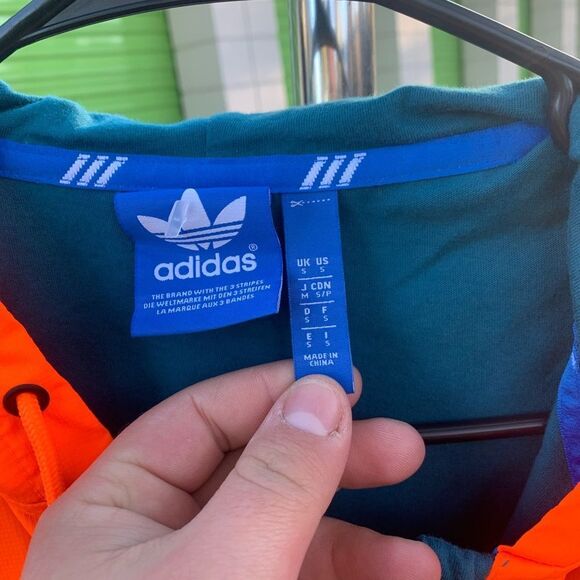 adidas®
THE BRAND WITH THE 3 STRIPES
DIE WELTMARKE MIT DEN 3 STREIFEN
LA MARQUE AUX 3 BANDES
UK US
S S
J CDN
M S/P
D F
S S
E I
S S
MADE IN
CHINA